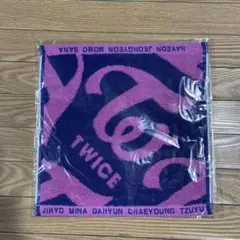 NAYEON JEONGYEON MOMO SANA
TWICE
JIHYO MINA DAHYUN CHAEYOUNG TZUYU